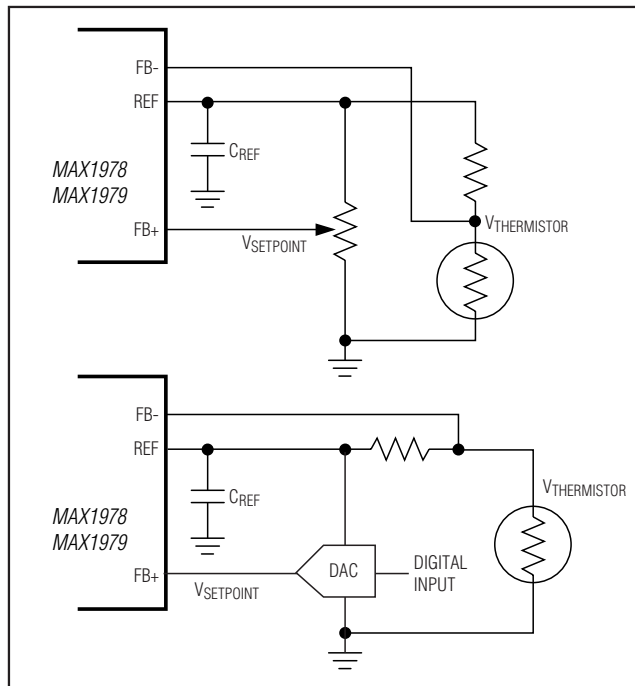 FB-
REF
CREF
MAX1978
MAX1979
FB+
VSETPOINT
VTHERMISTOR
FB-
REF
CREF
VTHERMISTOR
MAX1978
MAX1979
FB+
VSETPOINT
DAC
DIGITAL
INPUT